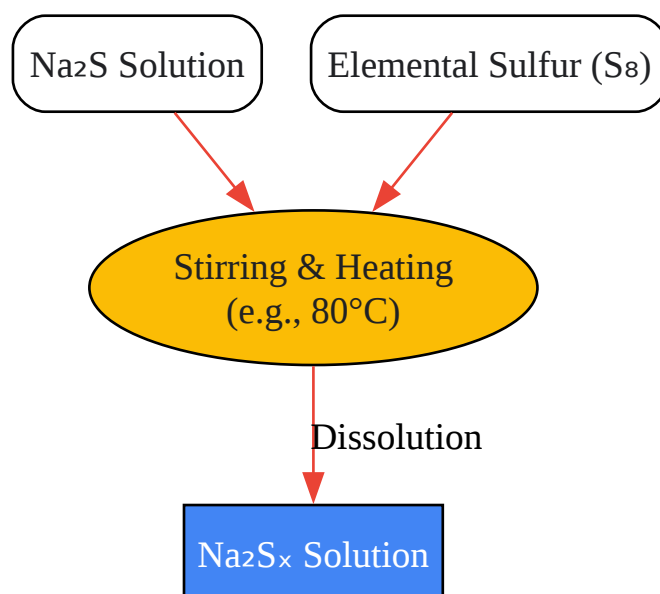 Na₂S Solution
Elemental Sulfur (S₈)
Stirring & Heating
(e.g., 80°C)
Dissolution
Na₂Sₓ Solution